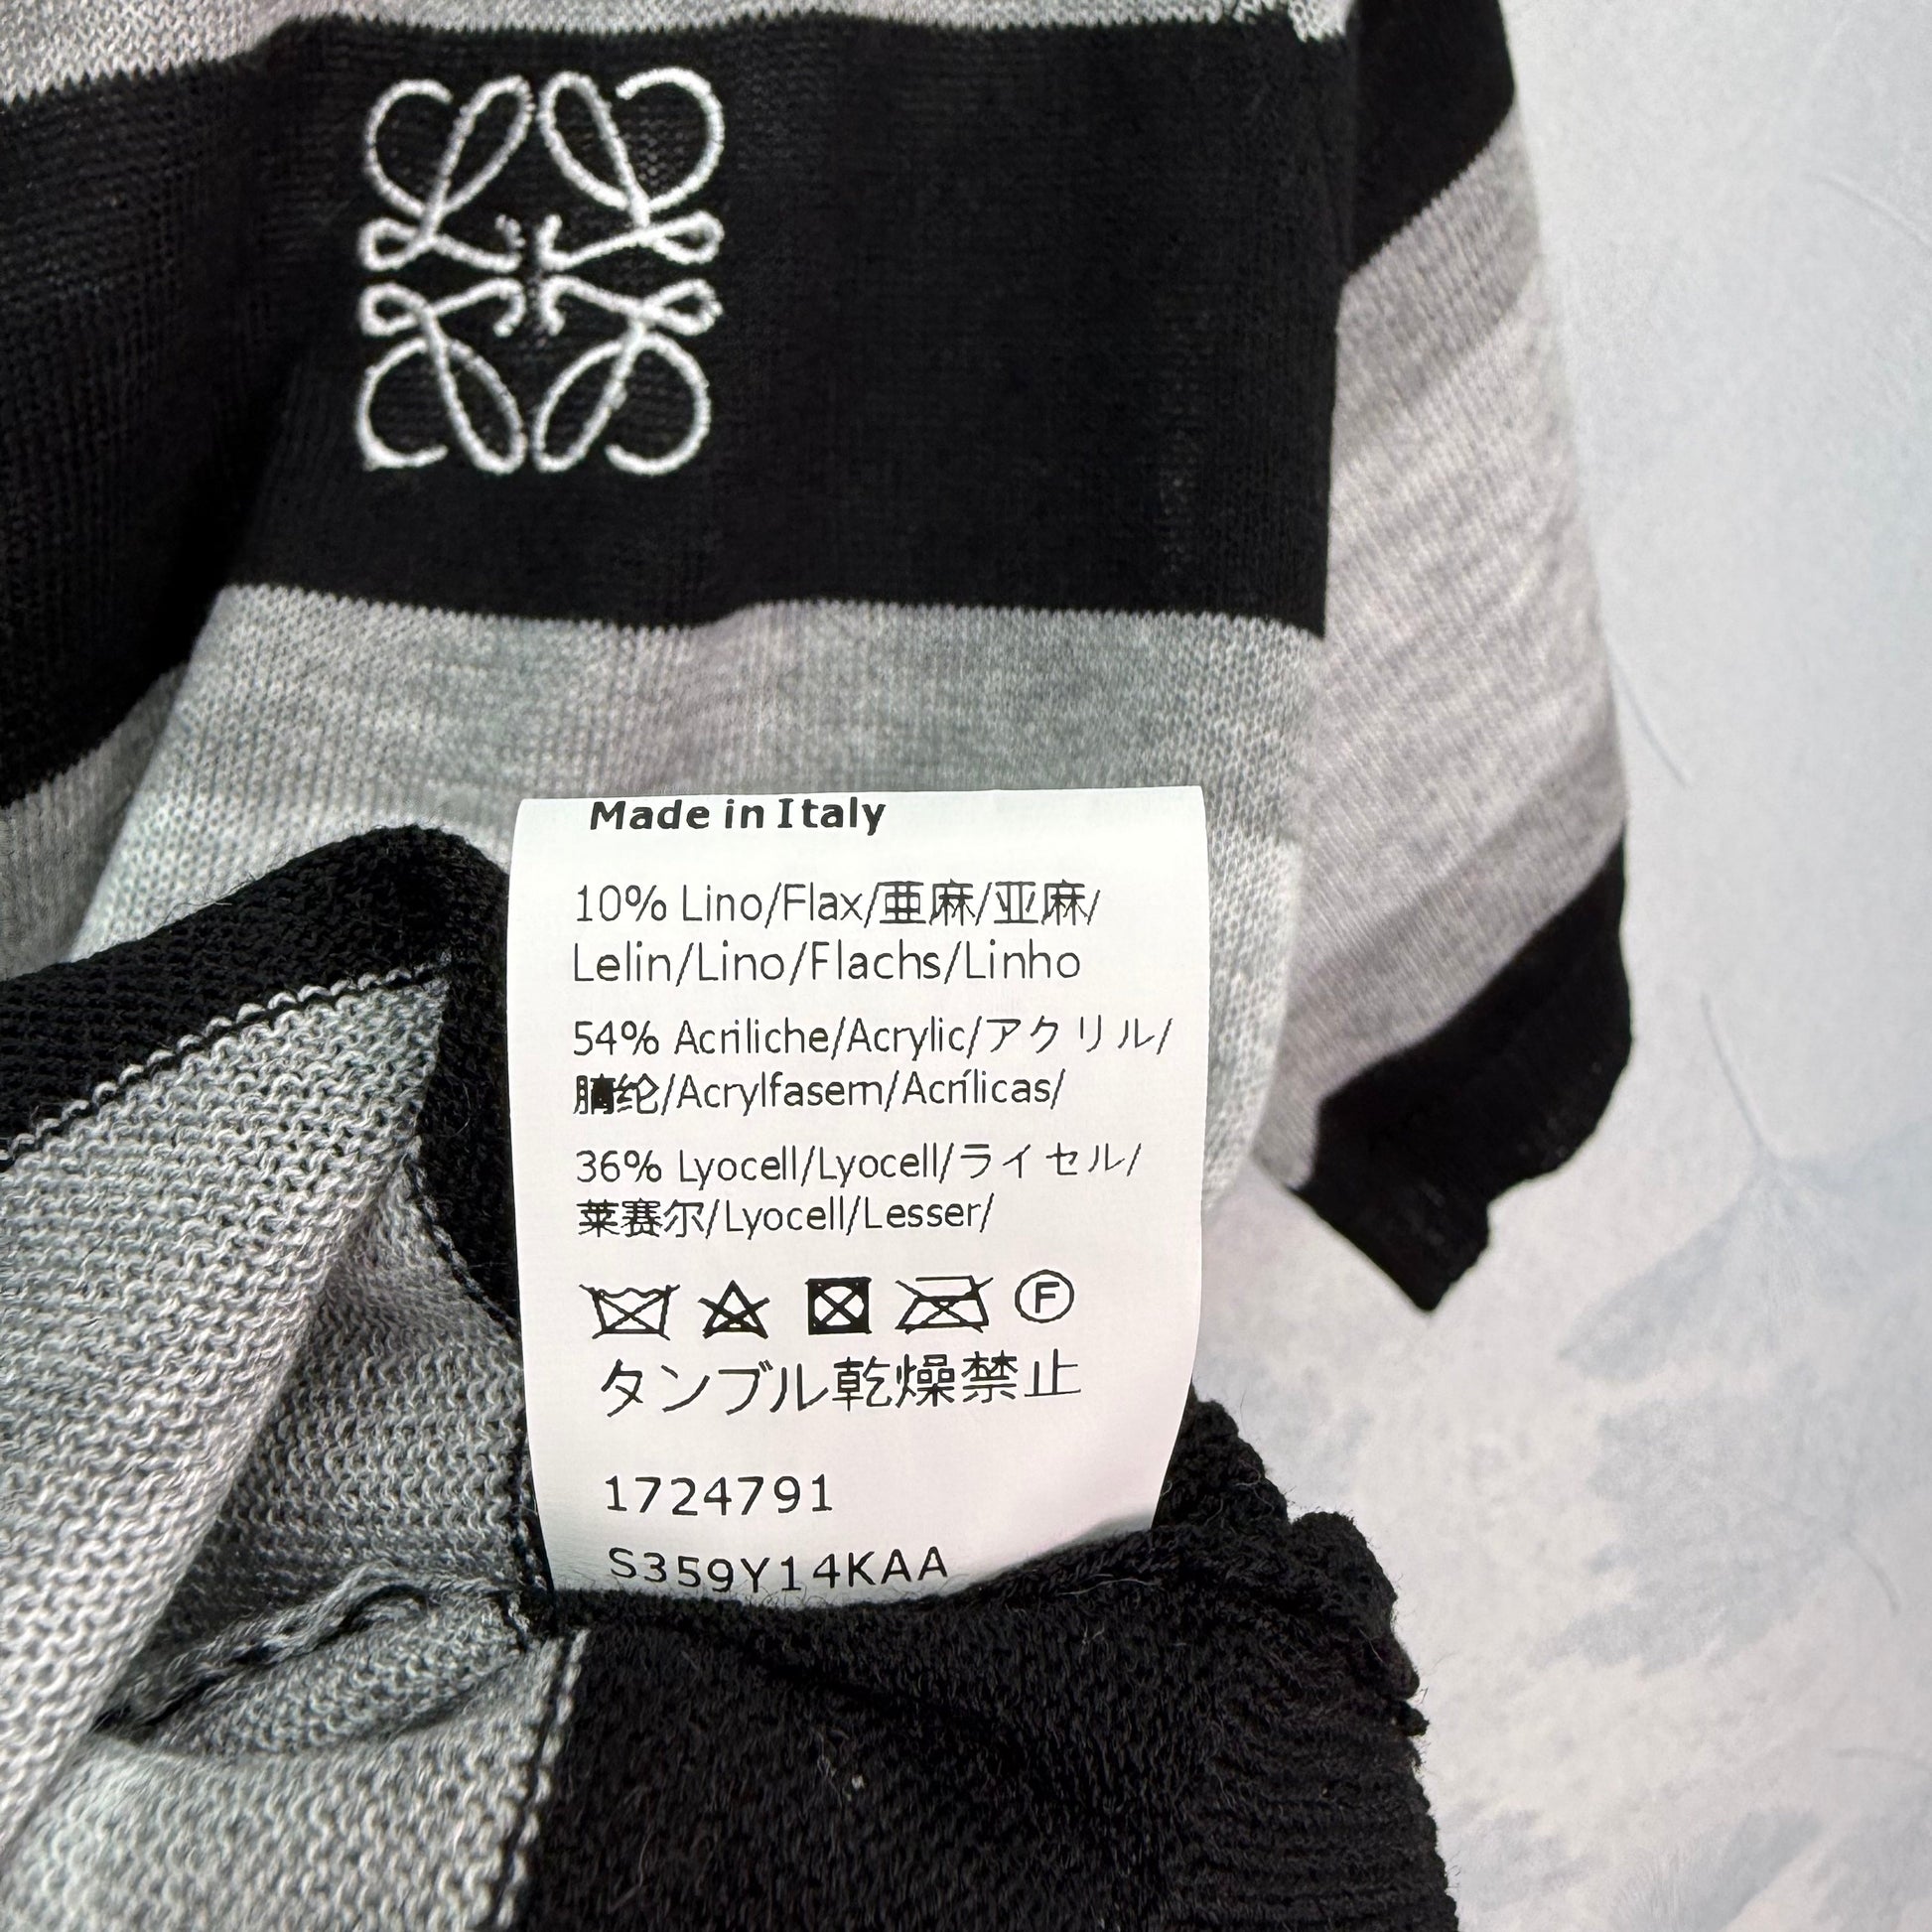 Made in Italy
10% Lino/Flax/亜麻/亚麻/
Lelin/Lino/Flachs/Linho
54% Acriliche/Acrylic/アクリル/
腈纶/Acrylfasem/Acrílicas/
36% Lyocell/Lyocell/ライセル/
莱赛尔/Lyocell/Lesser/
F
タンブル乾燥禁止
1724791
S359Y14KAA